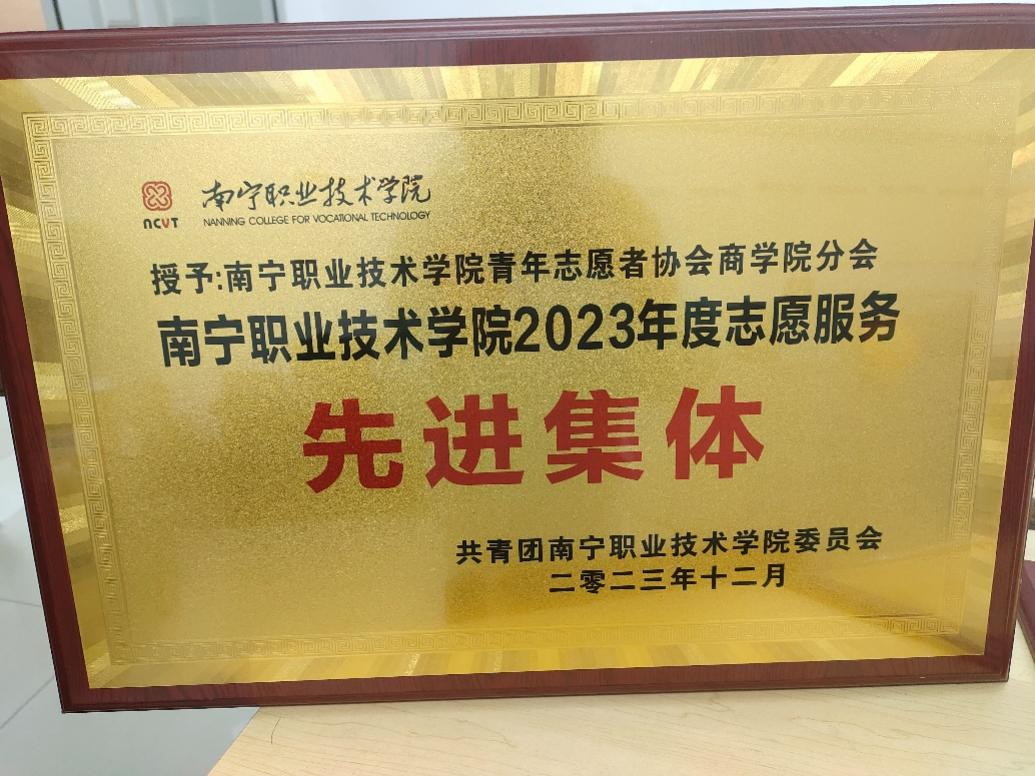 NCVT
南宁职业技术学院
NANNING COLLEGE FOR VOCATIONAL TECHNOLOGY
授予:南宁职业技术学院青年志愿者协会商学院分会
南宁职业技术学院2023年度志愿服务
先进集体
共青团南宁职业技术学院委员会
二零二三年十二月